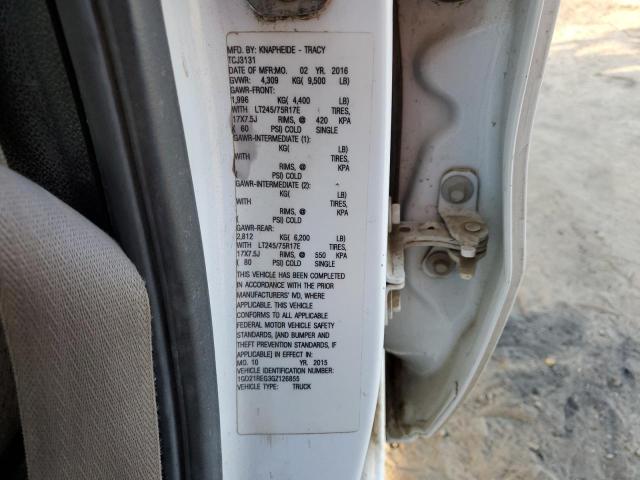 MFD. BY: KNAPHEIDE - TRACY
TCJ3131
DATE OF MFR:MO. 02 YR. 2016
GVWR: 4,309 KG( 9,500 LB)
GAWR-FRONT:
1,996 KG( 4,400 LB)
WITH LT245/75R17E TIRES,
17X7.5J RIMS, @ 420 KPA
( 60 PSI) COLD SINGLE
GAWR-INTERMEDIATE (1):
KG( LB)
WITH TIRES,
RIMS, @ KPA
( PSI) COLD
GAWR-INTERMEDIATE (2):
KG( LB)
WITH TIRES,
RIMS, @ KPA
( PSI) COLD
GAWR-REAR:
2,812 KG( 6,200 LB)
WITH LT245/75R17E TIRES,
17X7.5J RIMS, @ 550 KPA
( 80 PSI) COLD SINGLE
THIS VEHICLE HAS BEEN COMPLETED
IN ACCORDANCE WITH THE PRIOR
MANUFACTURERS' IVD, WHERE
APPLICABLE. THIS VEHICLE
CONFORMS TO ALL APPLICABLE
FEDERAL MOTOR VEHICLE SAFETY
STANDARDS, [AND BUMPER AND
THEFT PREVENTION STANDARDS, IF
APPLICABLE] IN EFFECT IN:
MO. 10 YR. 2015
VEHICLE IDENTIFICATION NUMBER:
1GD21REG3GZ126855
VEHICLE TYPE: TRUCK